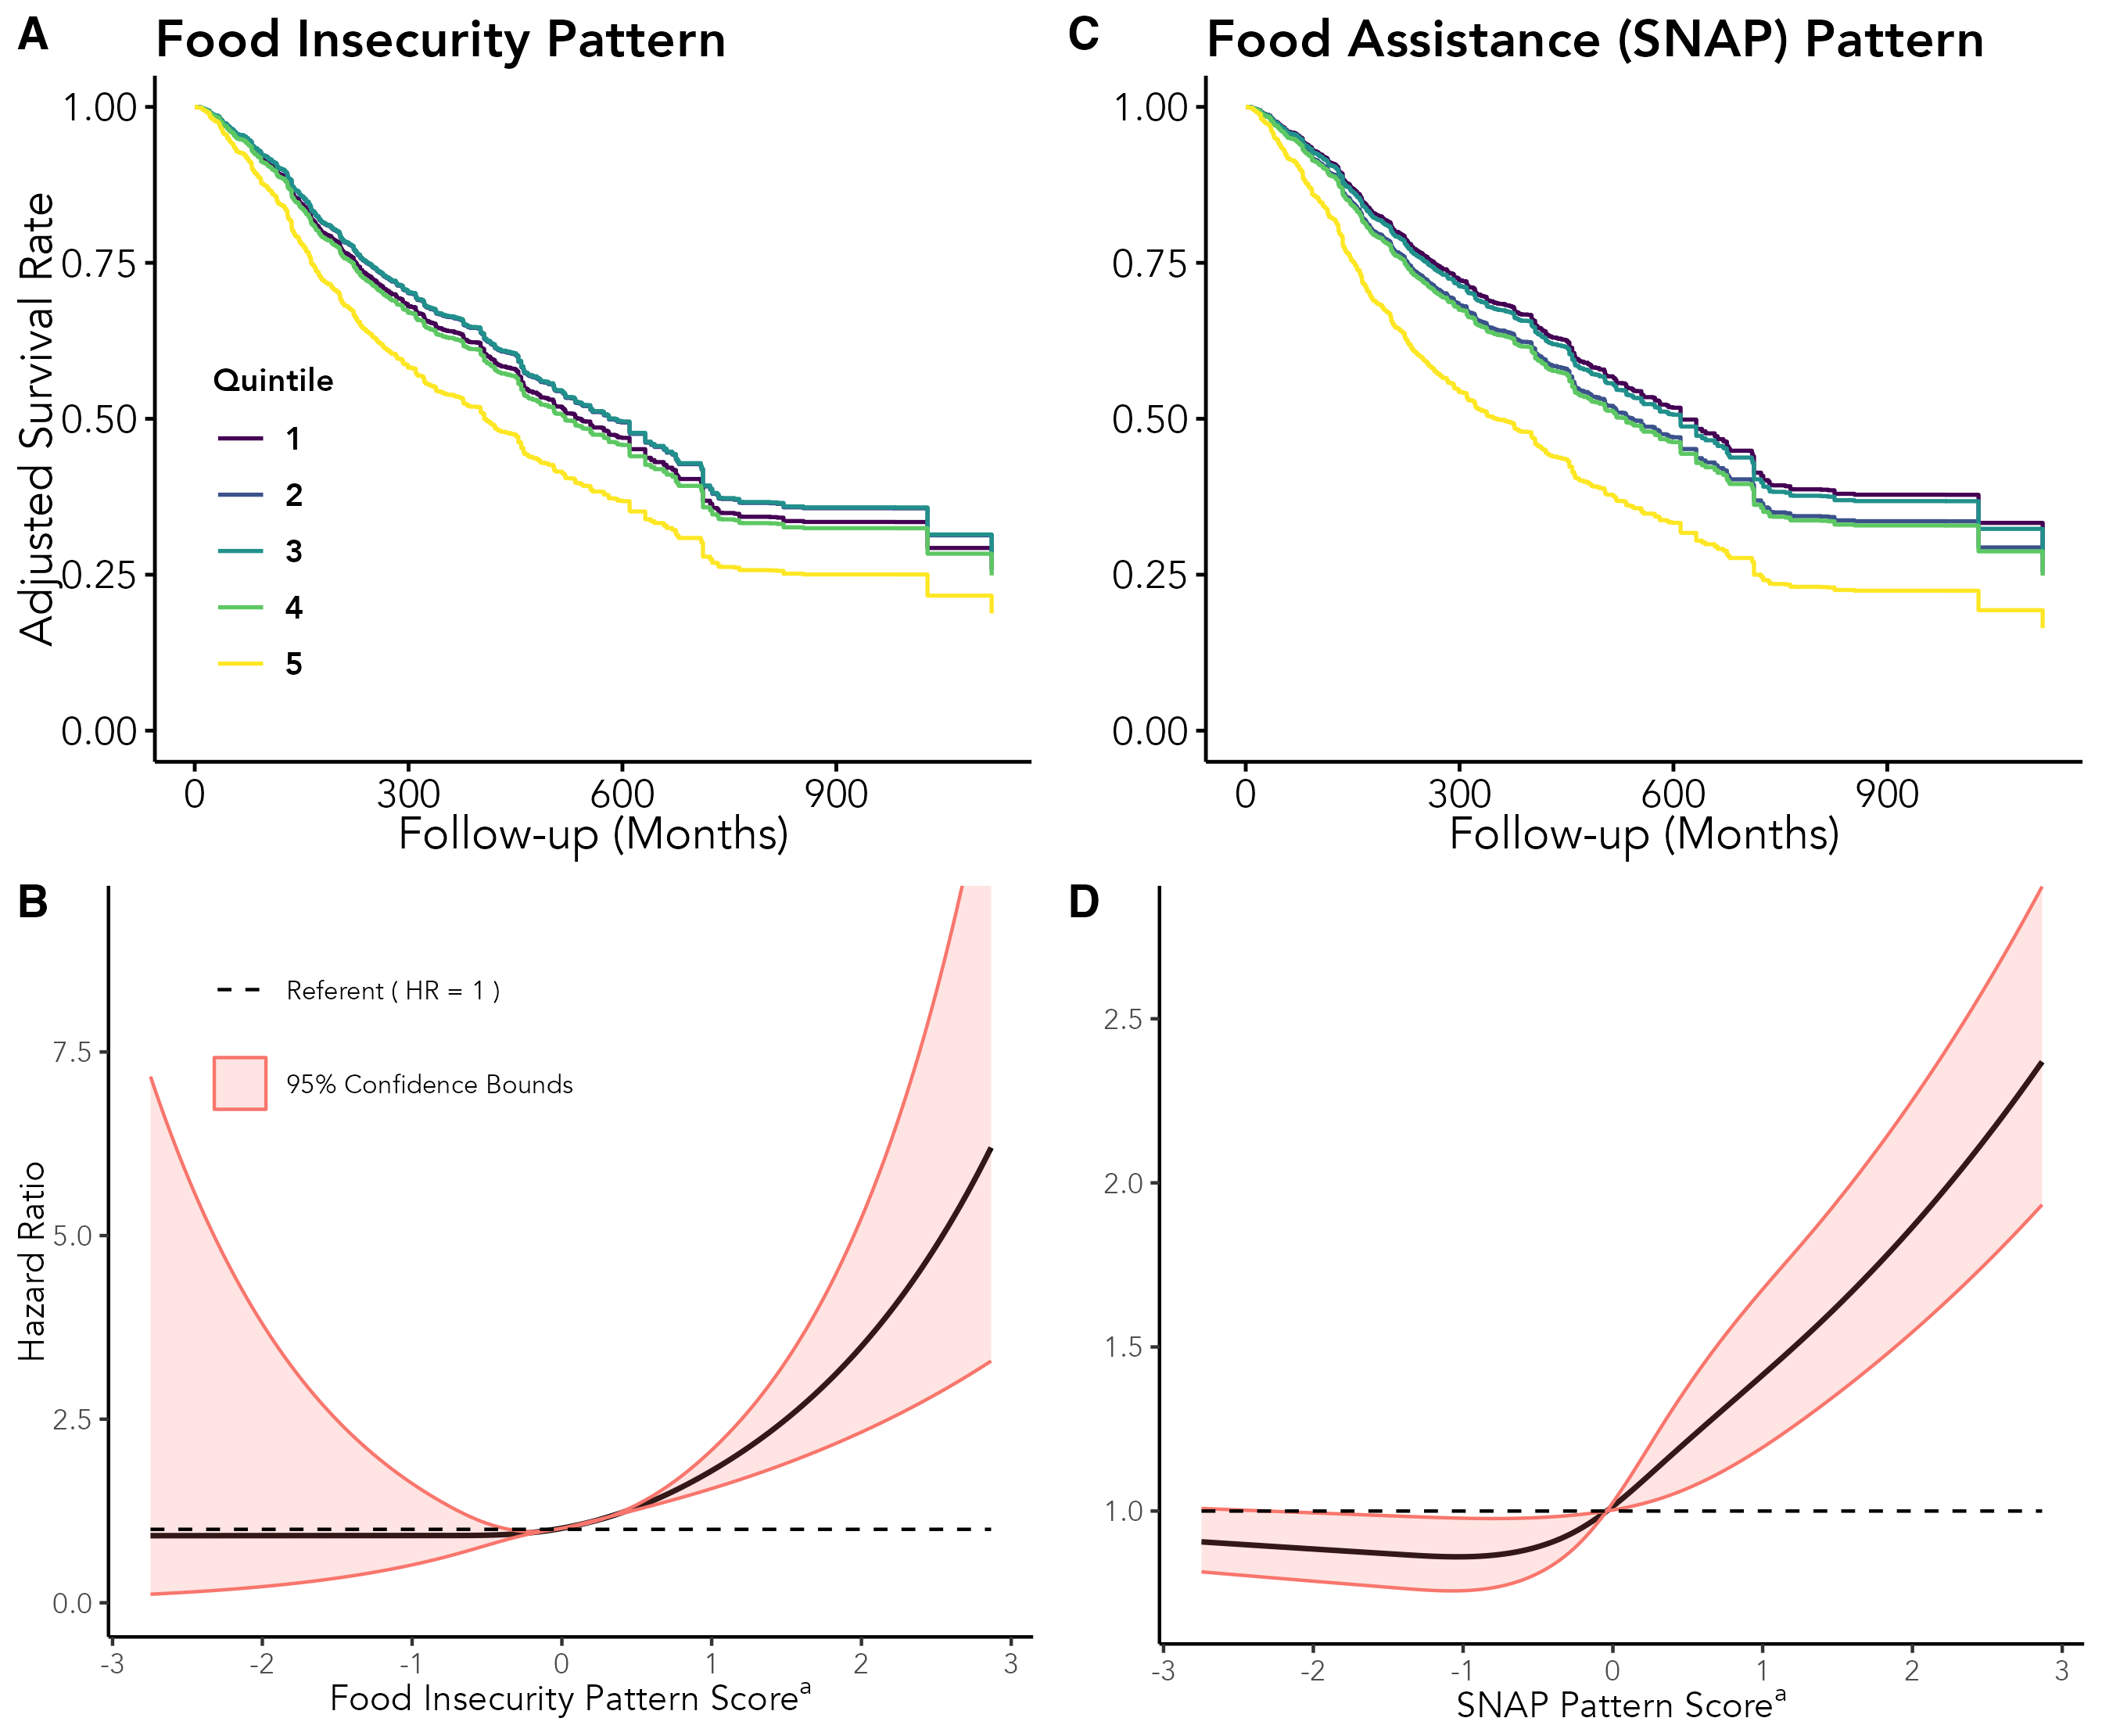 A
Food Insecurity Pattern
1.00
0.75
0.50
0.25
0.00
Adjusted Survival Rate
Quintile
1
2
3
4
5
0 300 600 900
Follow-up (Months)
C
Food Assistance (SNAP) Pattern
1.00
0.75
0.50
0.25
0.00
0 300 600 900
Follow-up (Months)
B
Referent ( HR = 1 )
95% Confidence Bounds
7.5
5.0
2.5
0.0
Hazard Ratio
-3 -2 -1 0 1 2 3
Food Insecurity Pattern Scoreᵃ
D
2.5
2.0
1.5
1.0
-3 -2 -1 0 1 2 3
SNAP Pattern Scoreᵃ